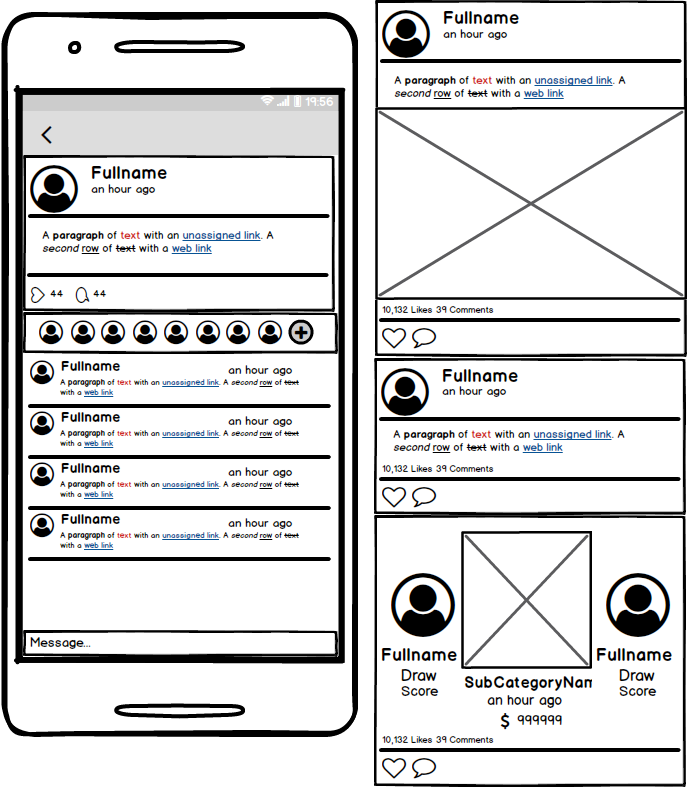 19:56
Fullname
an hour ago
A paragraph of text with an unassigned link. A
second row of text with a web link
44 44
Fullname
an hour ago
A paragraph of text with an unassigned link. A second row of text
with a web link
Fullname
an hour ago
A paragraph of text with an unassigned link. A second row of text
with a web link
Fullname
an hour ago
A paragraph of text with an unassigned link. A second row of text
with a web link
Fullname
an hour ago
A paragraph of text with an unassigned link. A second row of text
with a web link
Message...
Fullname
an hour ago
A paragraph of text with an unassigned link. A
second row of text with a web link
10,132 Likes 39 Comments
Fullname
an hour ago
A paragraph of text with an unassigned link. A
second row of text with a web link
10,132 Likes 39 Comments
Fullname
Draw
Score
SubCategoryNam
an hour ago
$ 999999
Fullname
Draw
Score
10,132 Likes 39 Comments